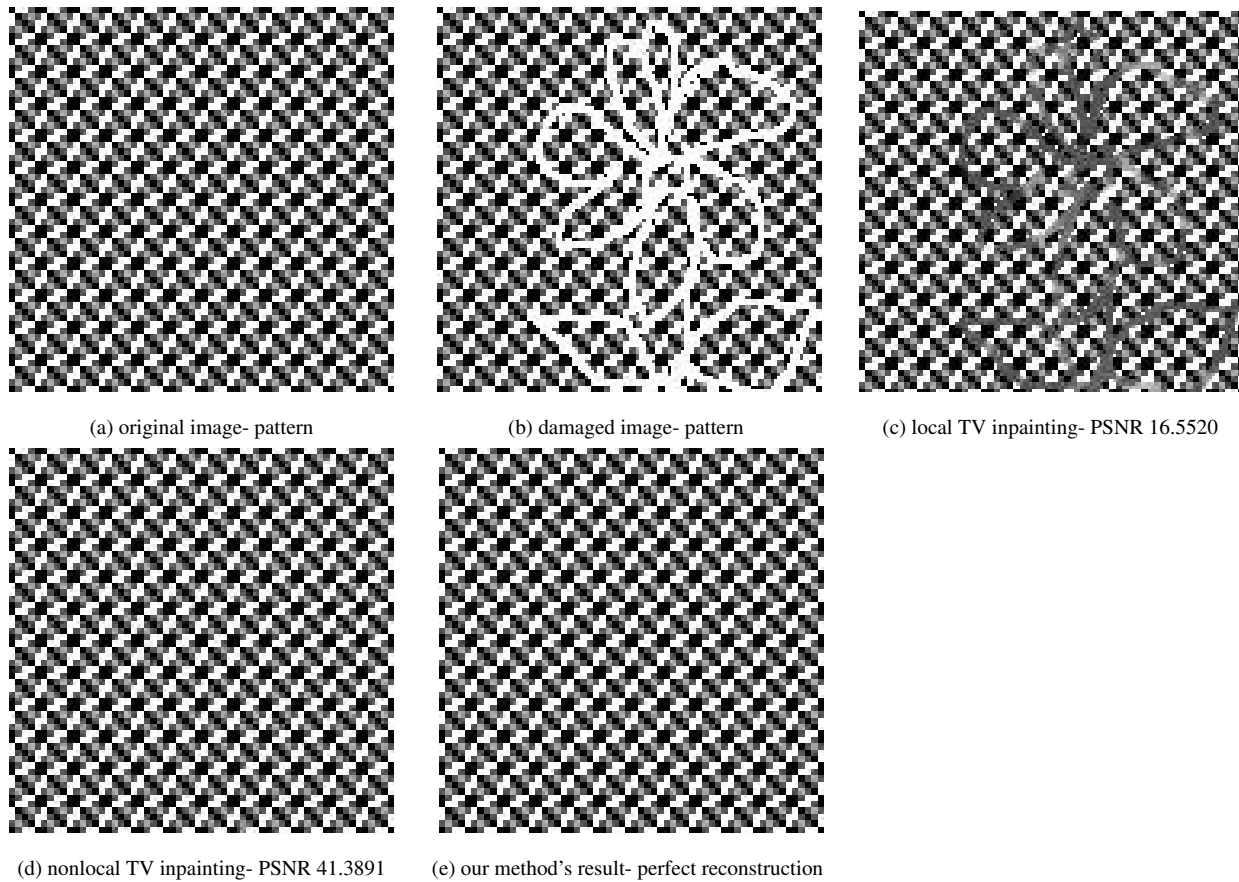 (a) original image- pattern
(b) damaged image- pattern
(c) local TV inpainting- PSNR 16.5520
(d) nonlocal TV inpainting- PSNR 41.3891
(e) our method's result- perfect reconstruction